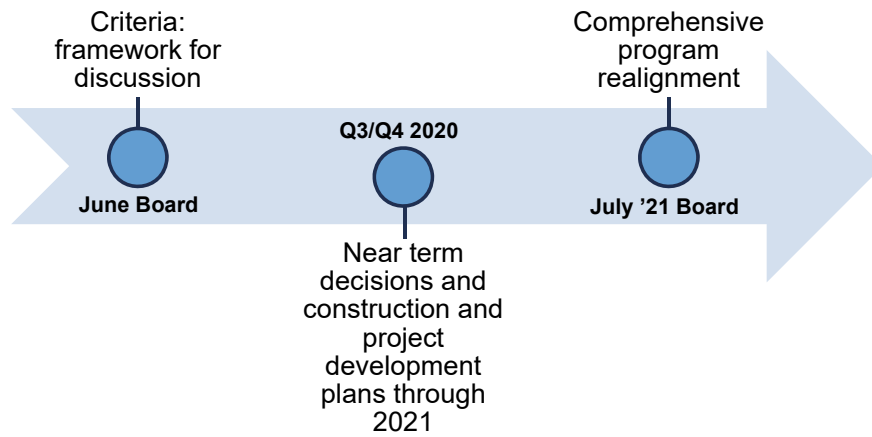 Criteria:
framework for
discussion
June Board
Q3/Q4 2020
Near term
decisions and
construction and
project
development
plans through
2021
Comprehensive
program
realignment
July ’21 Board